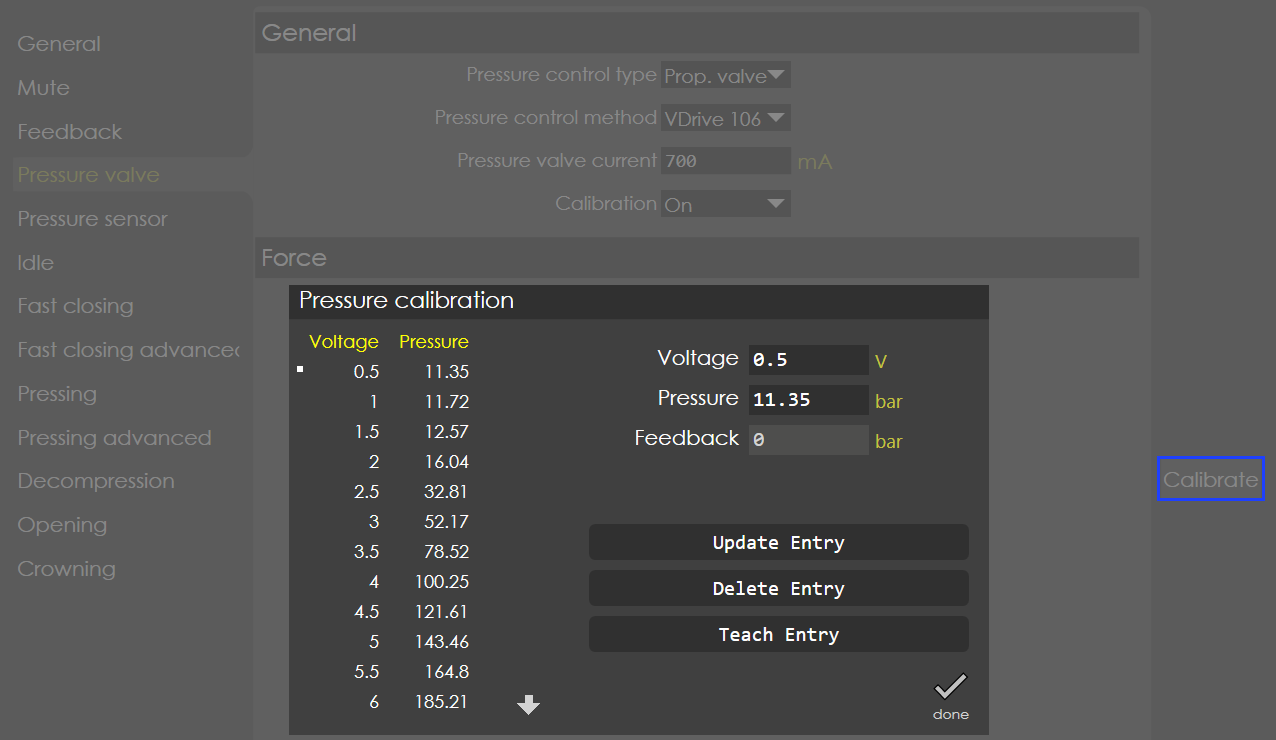 General
Mute
Feedback
Pressure valve
Pressure sensor
Idle
Fast closing
Fast closing advanced
Pressing
Pressing advanced
Decompression
Opening
Crowning
General
Pressure control type Prop. valve
Pressure control method VDrive 106
Pressure valve current 700 mA
Calibration On
Force
Pressure calibration
Voltage Pressure
0.5 11.35
1 11.72
1.5 12.57
2 16.04
2.5 32.81
3 52.17
3.5 78.52
4 100.25
4.5 121.61
5 143.46
5.5 164.8
6 185.21
Voltage 0.5 V
Pressure 11.35 bar
Feedback 0 bar
Update Entry
Delete Entry
Teach Entry
done
Calibrate